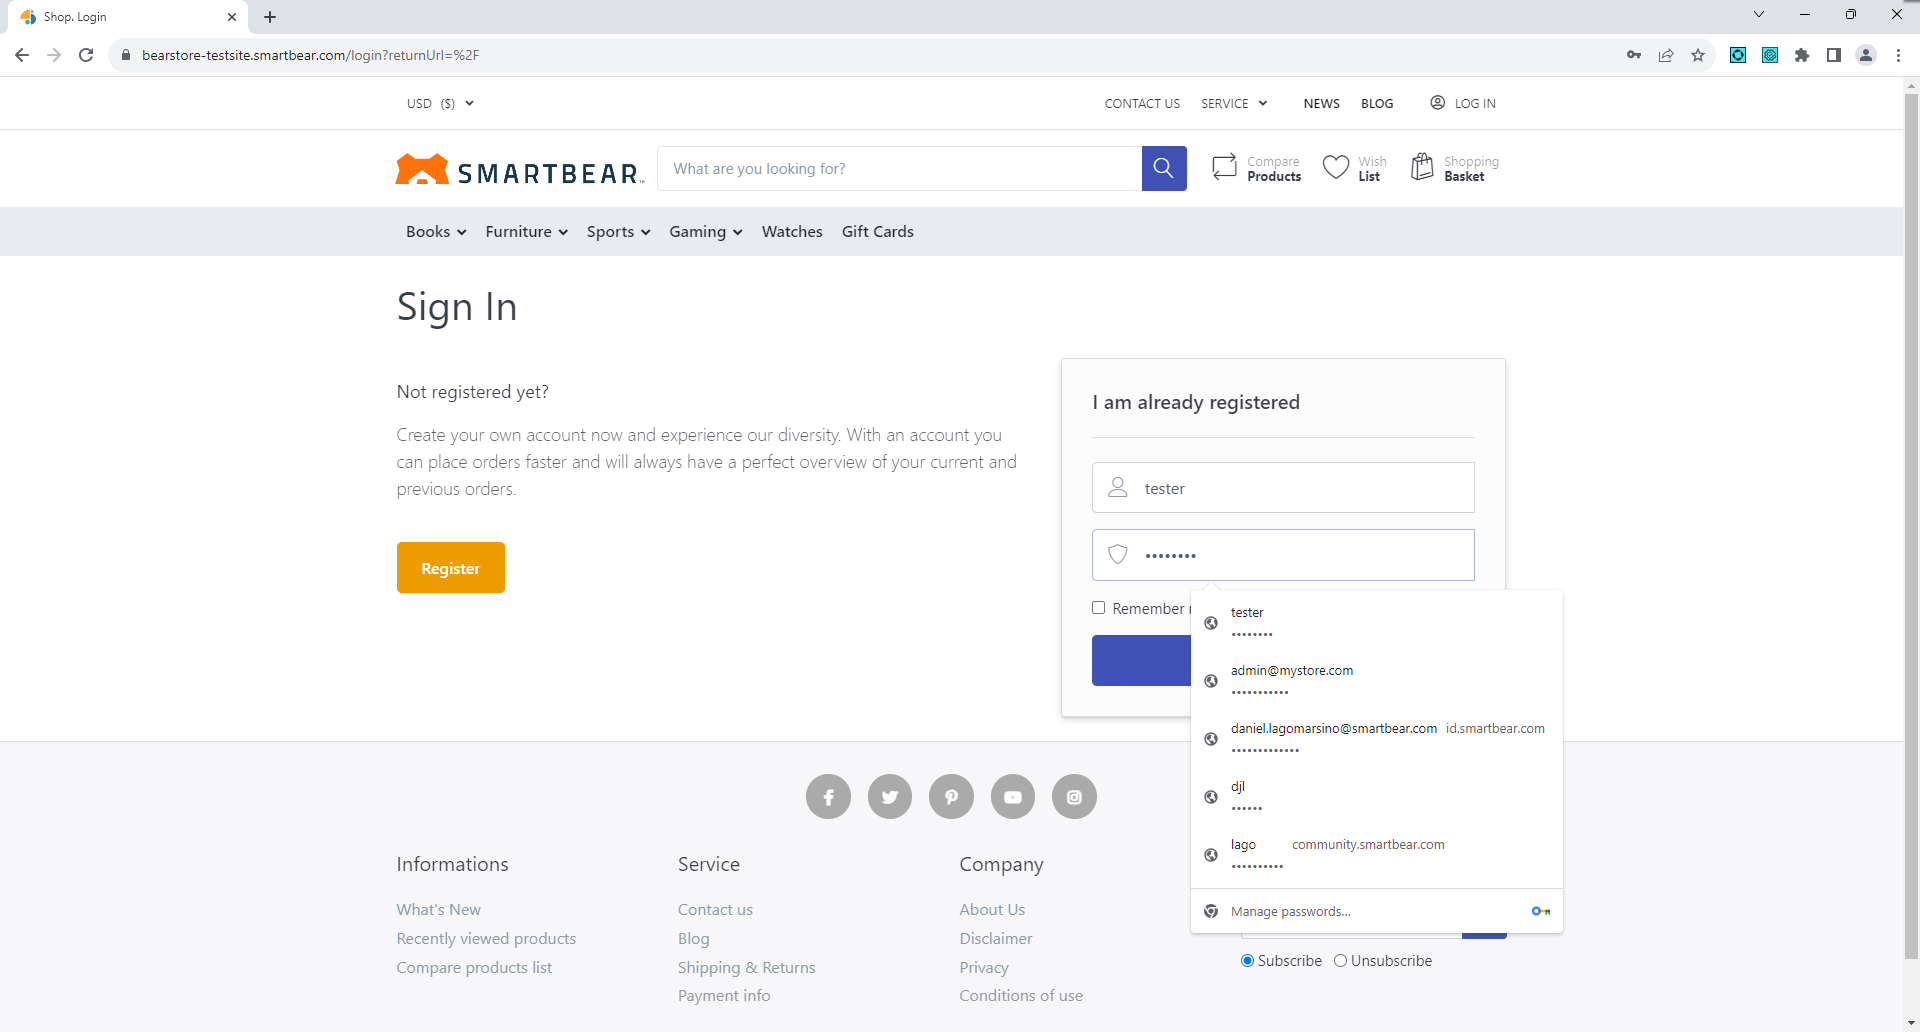 Shop. Login
bearstore-testsite.smartbear.com/login?returnUrl=%2F
USD ($)
CONTACT US SERVICE NEWS BLOG LOG IN
SMARTBEAR
What are you looking for?
Compare Products
Wish List
Shopping Basket
Books Furniture Sports Gaming Watches Gift Cards
Sign In
Not registered yet?
Create your own account now and experience our diversity. With an account you
can place orders faster and will always have a perfect overview of your current and
previous orders.
Register
I am already registered
tester
••••••••
Remember
tester
••••••••
admin@mystore.com
•••••••••••
daniel.lagomarsino@smartbear.com id.smartbear.com
•••••••••••••
djl
••••••
lago community.smartbear.com
••••••••••
Manage passwords...
Informations
What's New
Recently viewed products
Compare products list
Service
Contact us
Blog
Shipping & Returns
Payment info
Company
About Us
Disclaimer
Privacy
Conditions of use
Subscribe Unsubscribe